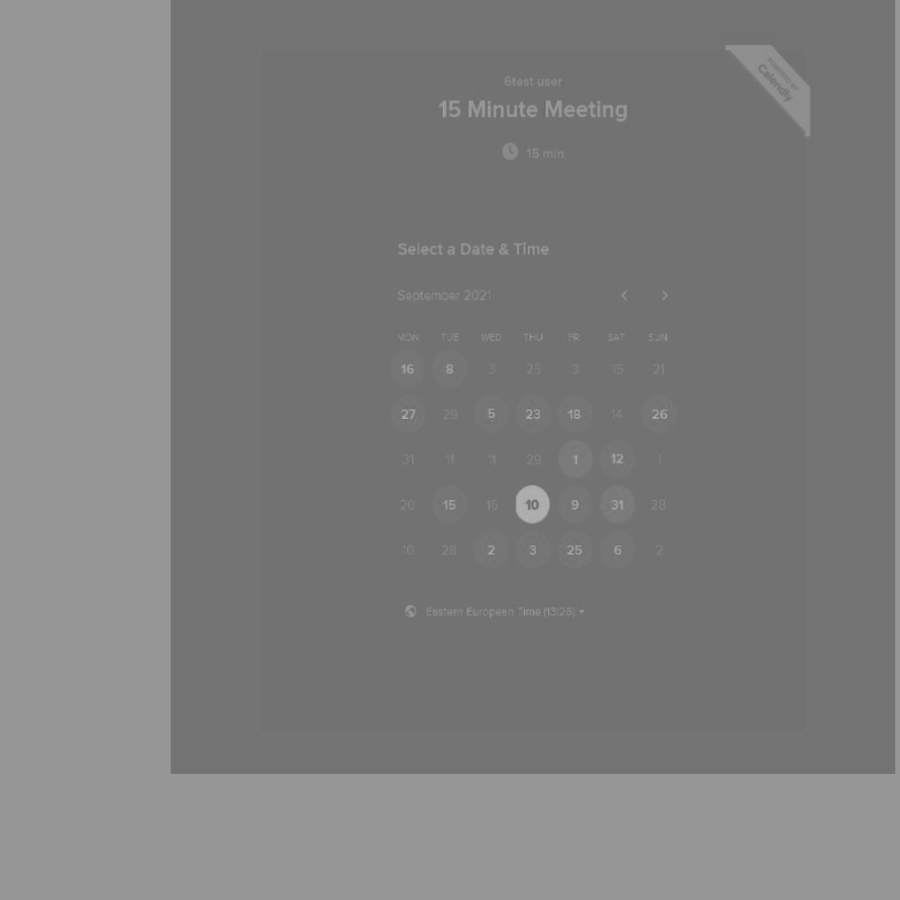 POWERED BY
Calendly
6test user
15 Minute Meeting
15 min
Select a Date & Time
September 2021
MON TUE WED THU FRI SAT SUN
16 8 3 25 3 15 21
27 29 5 23 18 14 26
31 11 11 29 1 12 1
20 15 15 10 9 31 28
10 28 2 3 25 6 2
Eastern European Time (13:26)